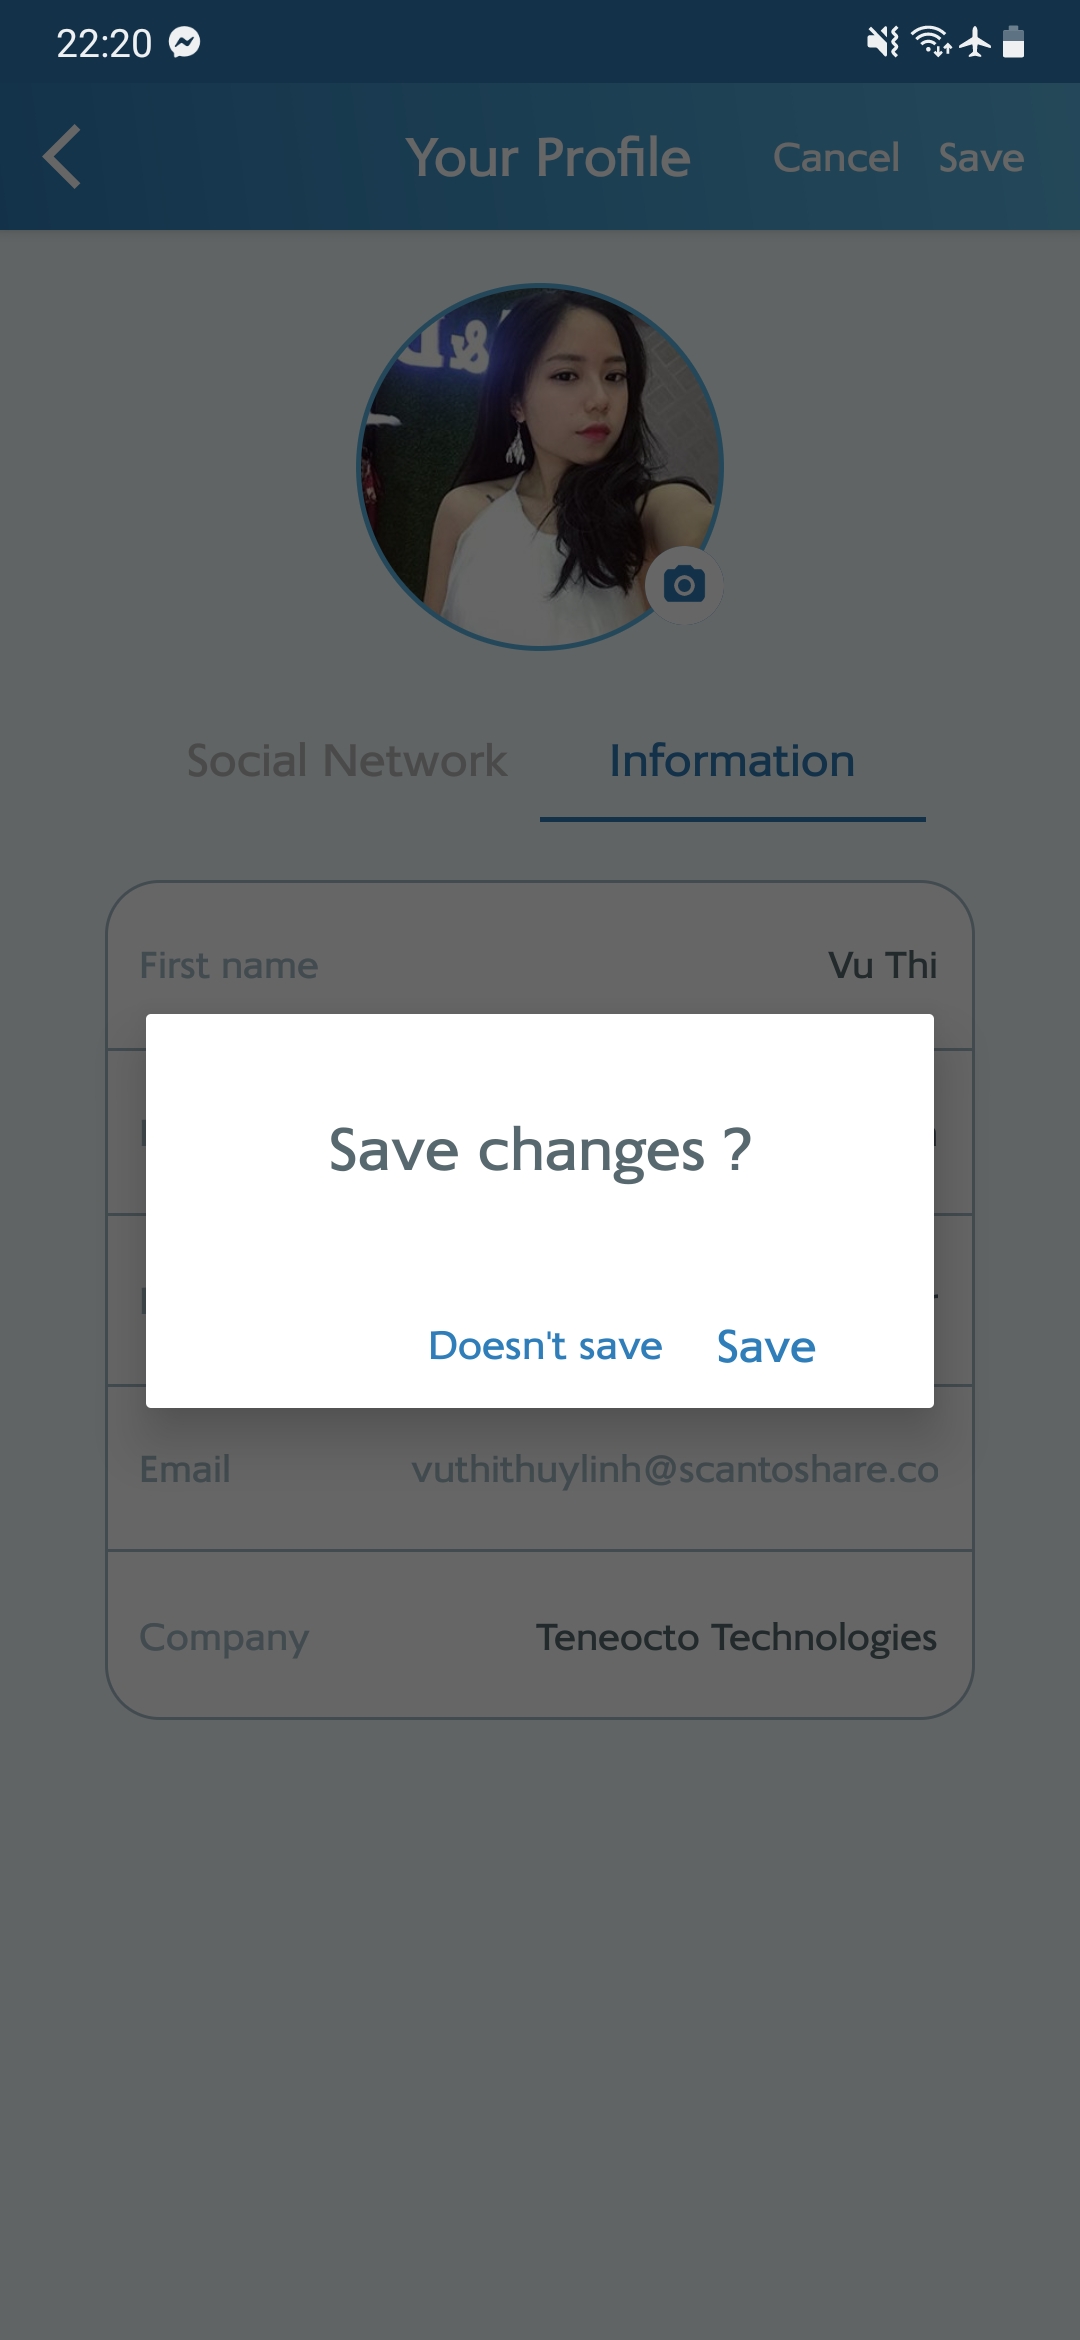 22:20
Your Profile Cancel Save
Social Network Information
First name Vu Thi
Save changes ?
Doesn't save Save
Email vuthithuylinh@scantoshare.co
Company Teneocto Technologies